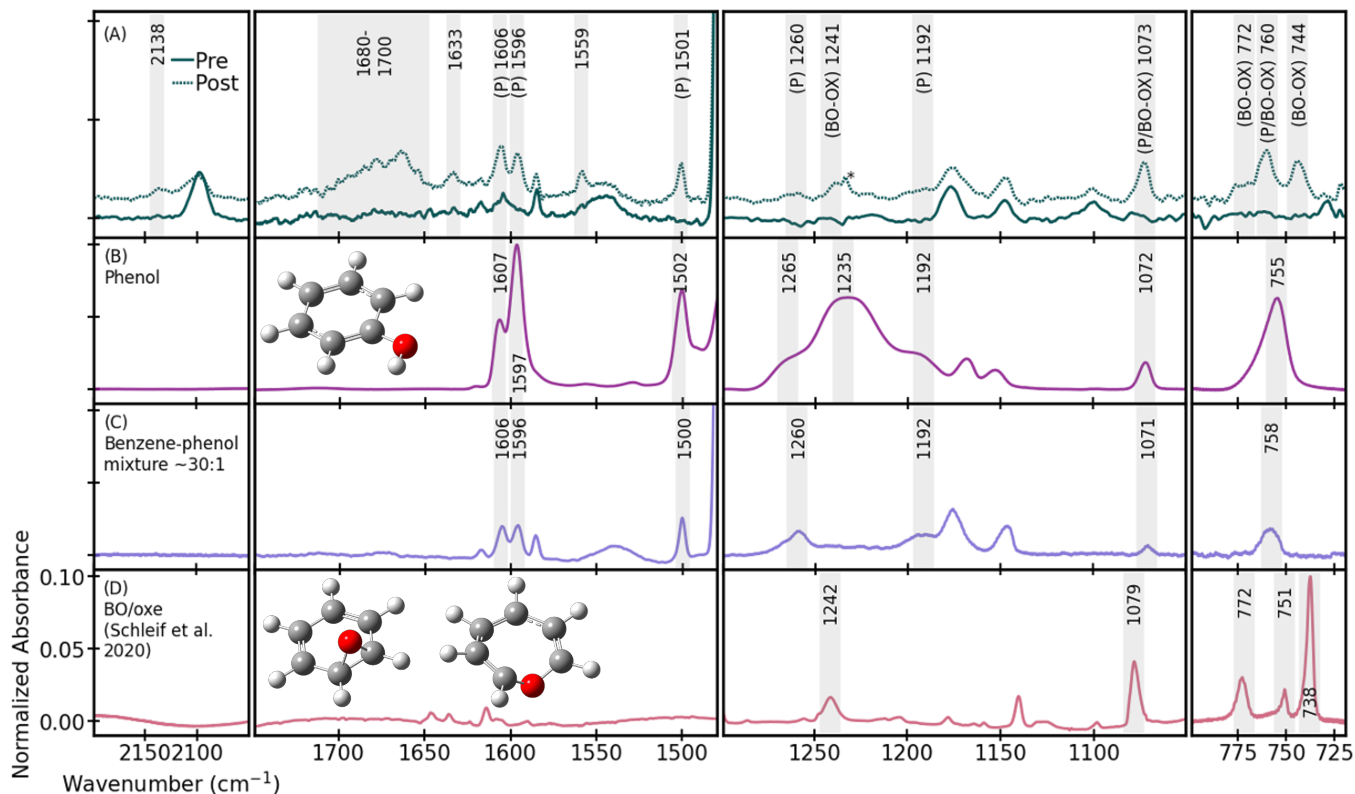 (A)
Pre
Post
2138
1680-
1700
1633
(P) 1606
(P) 1596
1559
(P) 1501
(P) 1260
(BO-OX) 1241
*
(P) 1192
(P/BO-OX) 1073
(BO-OX) 772
(P/BO-OX) 760
(BO-OX) 744
(B)
Phenol
1607
1597
1502
1265
1235
1192
1072
755
(C)
Benzene-phenol
mixture ~30:1
1606
1596
1500
1260
1192
1071
758
(D)
BO/oxe
(Schleif et al.
2020)
1242
1079
772
751
738
Normalized Absorbance
0.10
0.05
0.00
2150 2100 1700 1650 1600 1550 1500 1250 1200 1150 1100 775 750 725
Wavenumber (cm⁻¹)